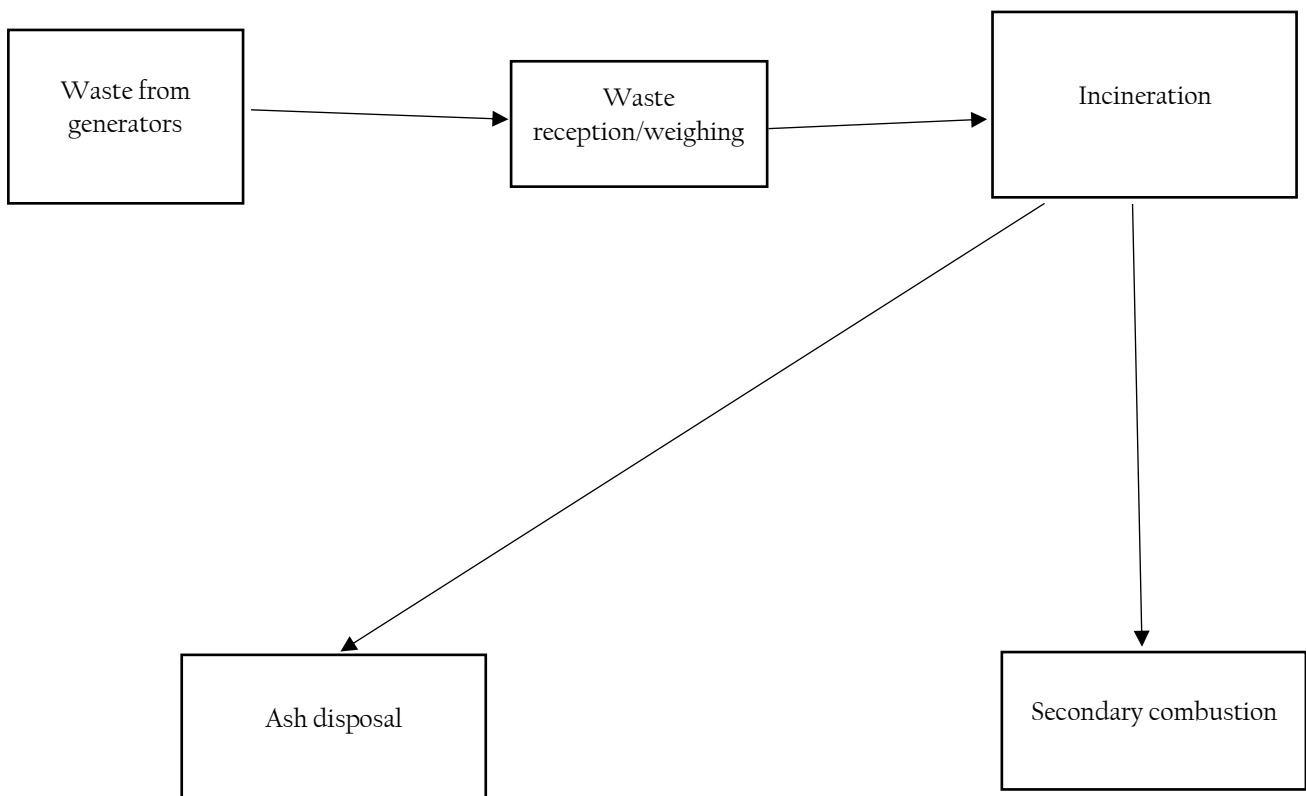 Waste from
generators
Waste
reception/weighing
Incineration
Ash disposal
Secondary combustion